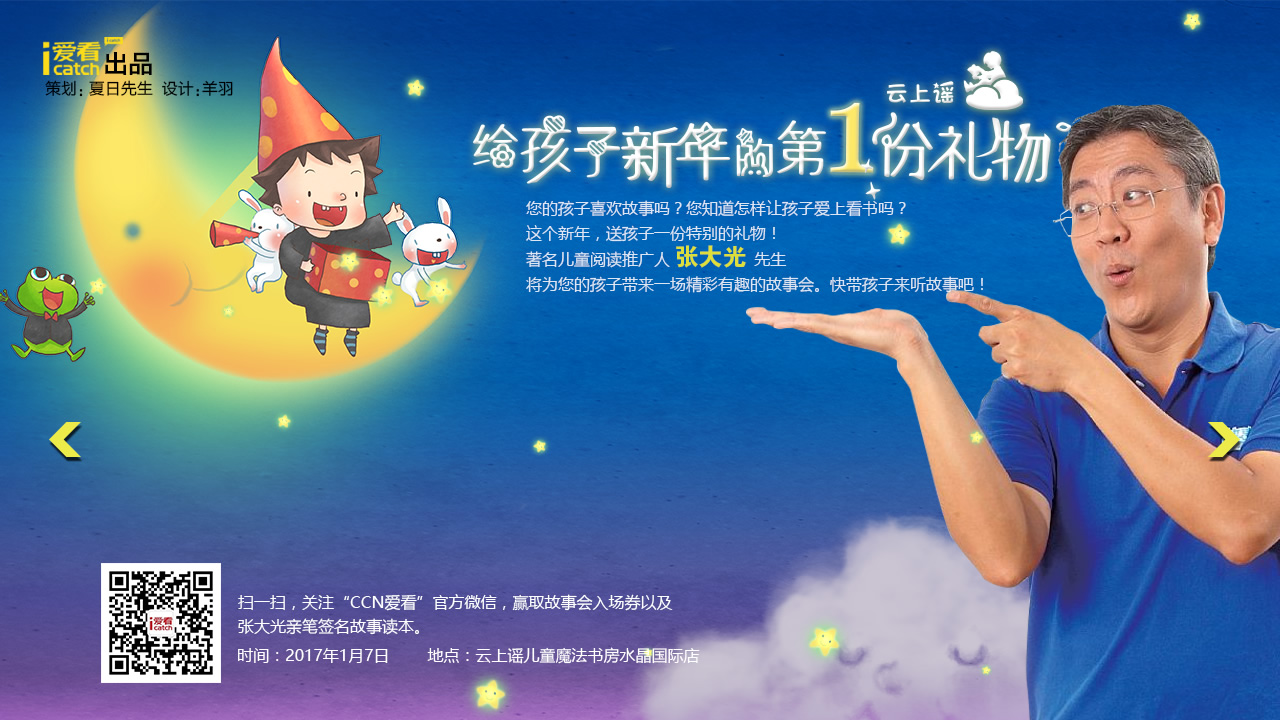 i爱看
catch出品
策划：夏日先生 设计：羊羽
云上谣
给孩子新年的第1份礼物
您的孩子喜欢故事吗？您知道怎样让孩子爱上看书吗？
这个新年，送孩子一份特别的礼物！
著名儿童阅读推广人 张大光 先生
将为您的孩子带来一场精彩有趣的故事会。快带孩子来听故事吧！
i爱看
catch
扫一扫，关注“CCN爱看”官方微信，赢取故事会入场券以及
张大光亲笔签名故事读本。
时间：2017年1月7日 地点：云上谣儿童魔法书房水晶国际店